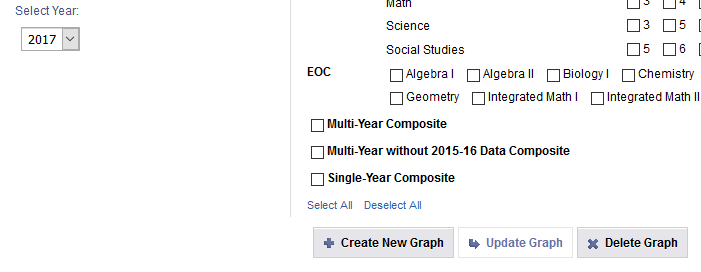 Select Year:
2017
Math 3 4
Science 3 5
Social Studies 5 6
EOC Algebra I Algebra II Biology I Chemistry
Geometry Integrated Math I Integrated Math II
Multi-Year Composite
Multi-Year without 2015-16 Data Composite
Single-Year Composite
Select All Deselect All
Create New Graph Update Graph Delete Graph